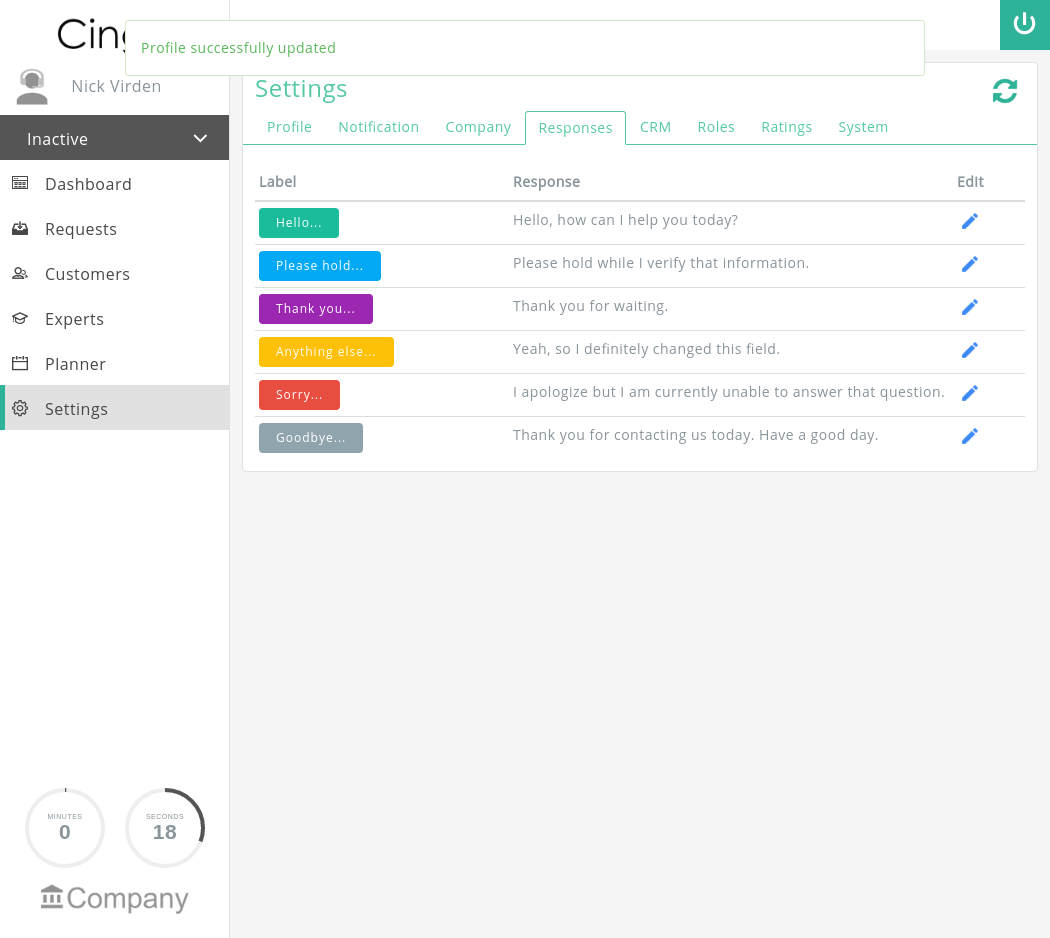 Profile successfully updated
Nick Virden
Inactive
Dashboard
Requests
Customers
Experts
Planner
Settings
MINUTES
0
SECONDS
18
Company
Settings
Profile Notification Company Responses CRM Roles Ratings System
Label Response Edit
Hello... Hello, how can I help you today?
Please hold... Please hold while I verify that information.
Thank you... Thank you for waiting.
Anything else... Yeah, so I definitely changed this field.
Sorry... I apologize but I am currently unable to answer that question.
Goodbye... Thank you for contacting us today. Have a good day.